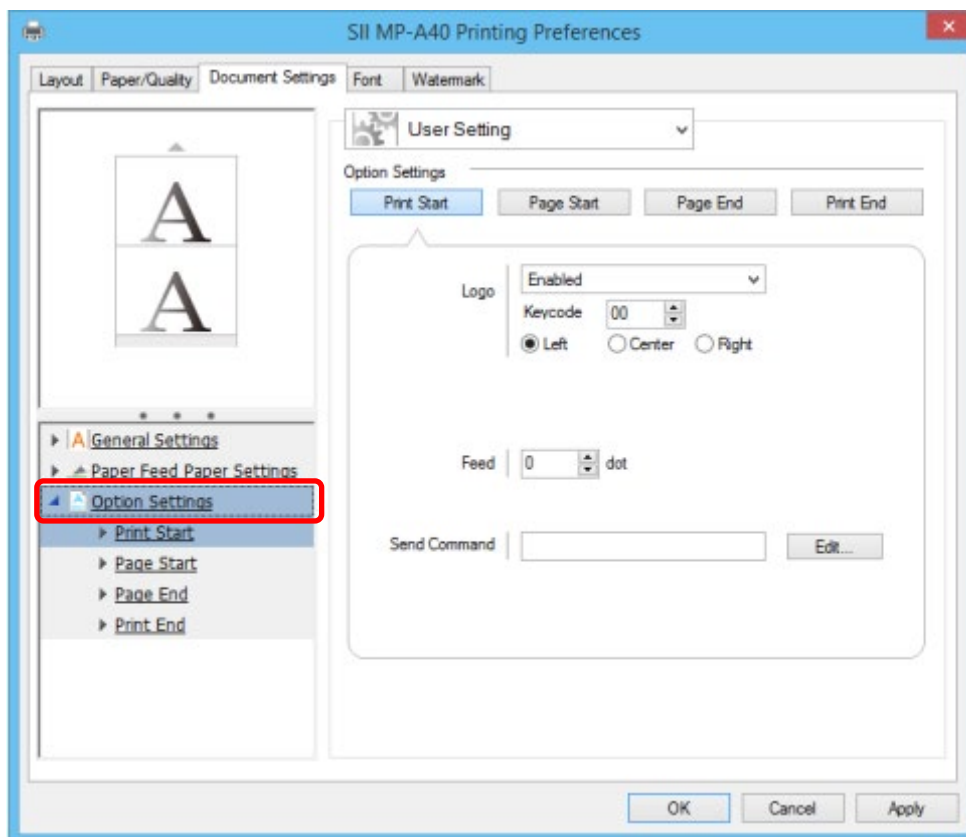 SII MP-A40 Printing Preferences
Layout Paper/Quality Document Settings Font Watermark
A
A
User Setting
Option Settings
Print Start Page Start Page End Print End
Logo Enabled
Keycode 00
Left Center Right
Feed 0 dot
Send Command Edit...
A General Settings
Paper Feed Paper Settings
Option Settings
Print Start
Page Start
Page End
Print End
OK Cancel Apply